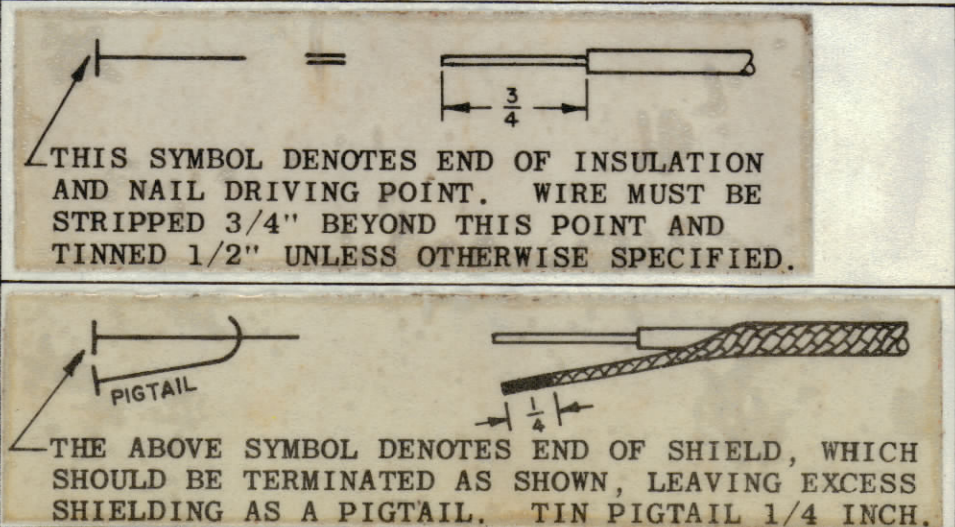 3/4
THIS SYMBOL DENOTES END OF INSULATION
AND NAIL DRIVING POINT. WIRE MUST BE
STRIPPED 3/4" BEYOND THIS POINT AND
TINNED 1/2" UNLESS OTHERWISE SPECIFIED.
PIGTAIL
1/4
THE ABOVE SYMBOL DENOTES END OF SHIELD, WHICH
SHOULD BE TERMINATED AS SHOWN, LEAVING EXCESS
SHIELDING AS A PIGTAIL. TIN PIGTAIL 1/4 INCH